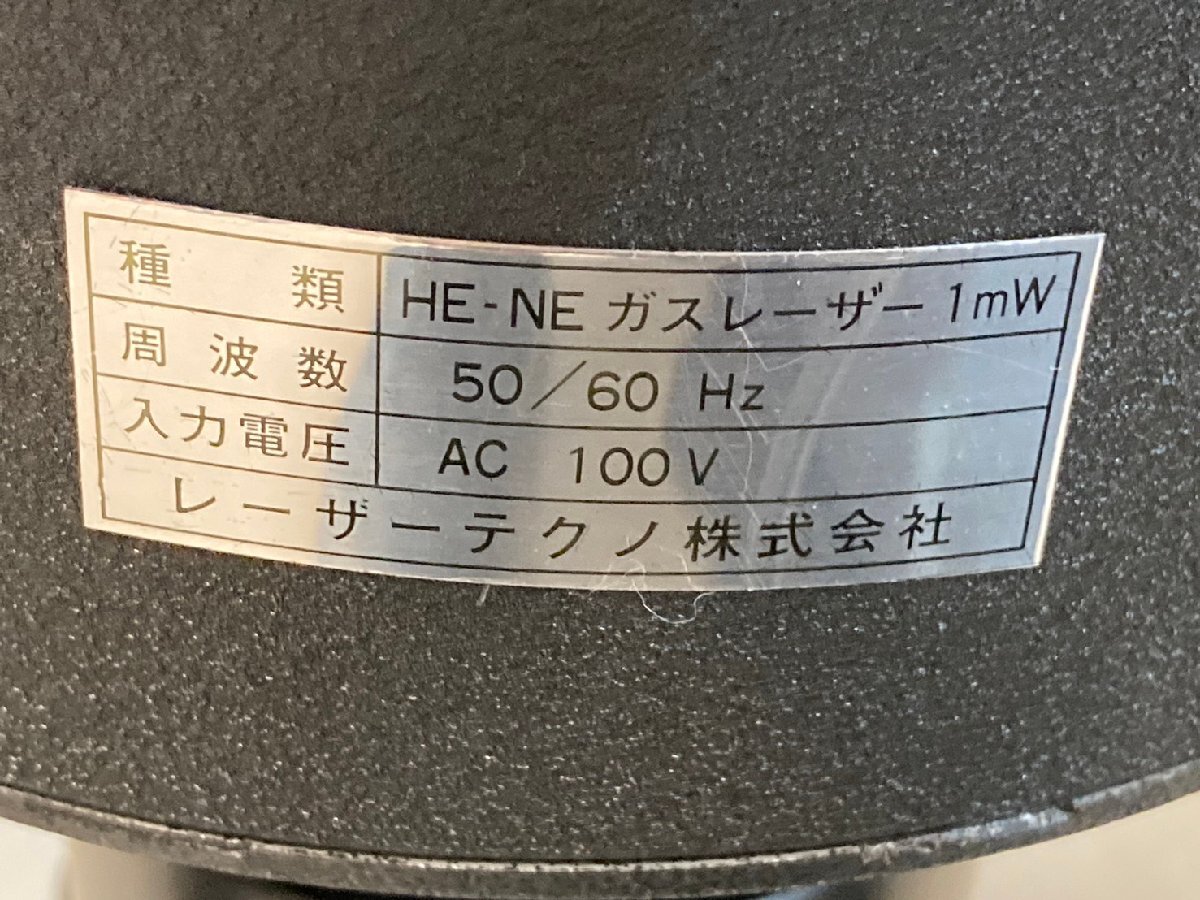 種類 HE-NE ガスレーザー 1mW
周波数 50/60 Hz
入力電圧 AC 100V
レーザーテクノ株式会社